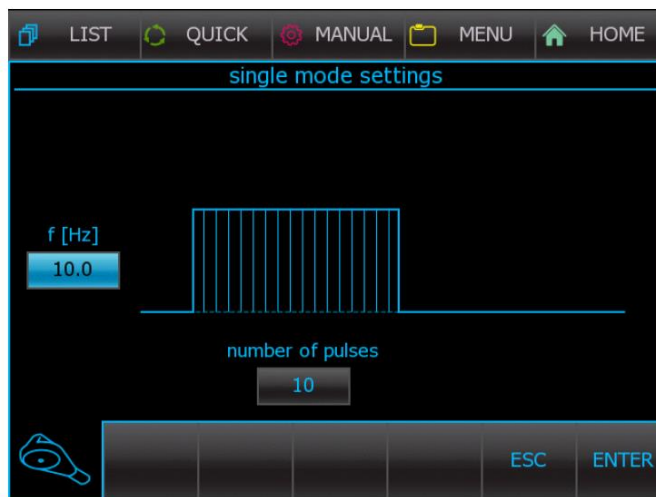 LIST QUICK MANUAL MENU HOME
single mode settings
f [Hz]
10.0
number of pulses
10
ESC ENTER